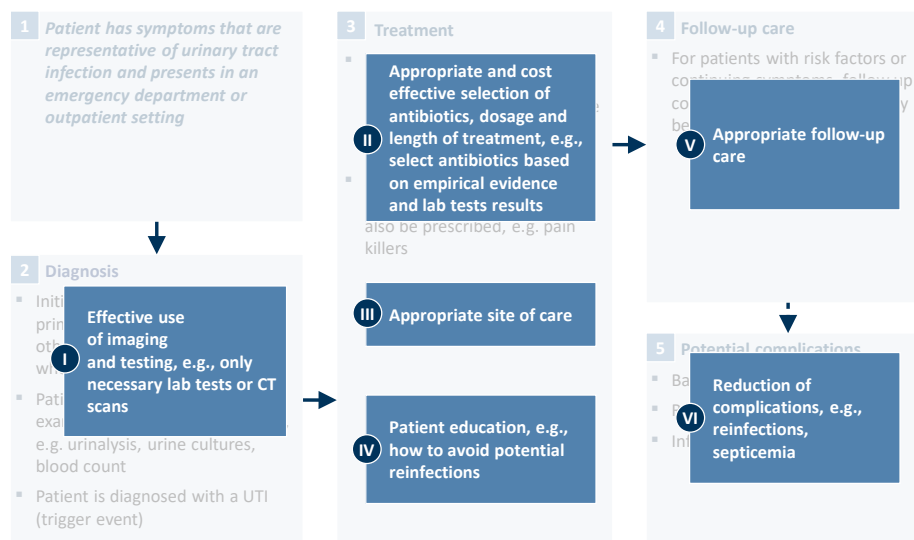 1
Patient has symptoms that are
representative of urinary tract
infection and presents in an
emergency department or
outpatient setting
2 Diagnosis
I
Effective use
of imaging
and testing, e.g., only
necessary lab tests or CT
scans
e.g. urinalysis, urine cultures,
blood count
Patient is diagnosed with a UTI
(trigger event)
3 Treatment
II
Appropriate and cost
effective selection of
antibiotics, dosage and
length of treatment, e.g.,
select antibiotics based
on empirical evidence
and lab tests results
also be prescribed, e.g. pain
killers
III
Appropriate site of care
IV
Patient education, e.g.,
how to avoid potential
reinfections
4 Follow-up care
For patients with risk factors or
V
Appropriate follow-up
care
5 Potential complications
VI
Reduction of
complications, e.g.,
reinfections,
septicemia